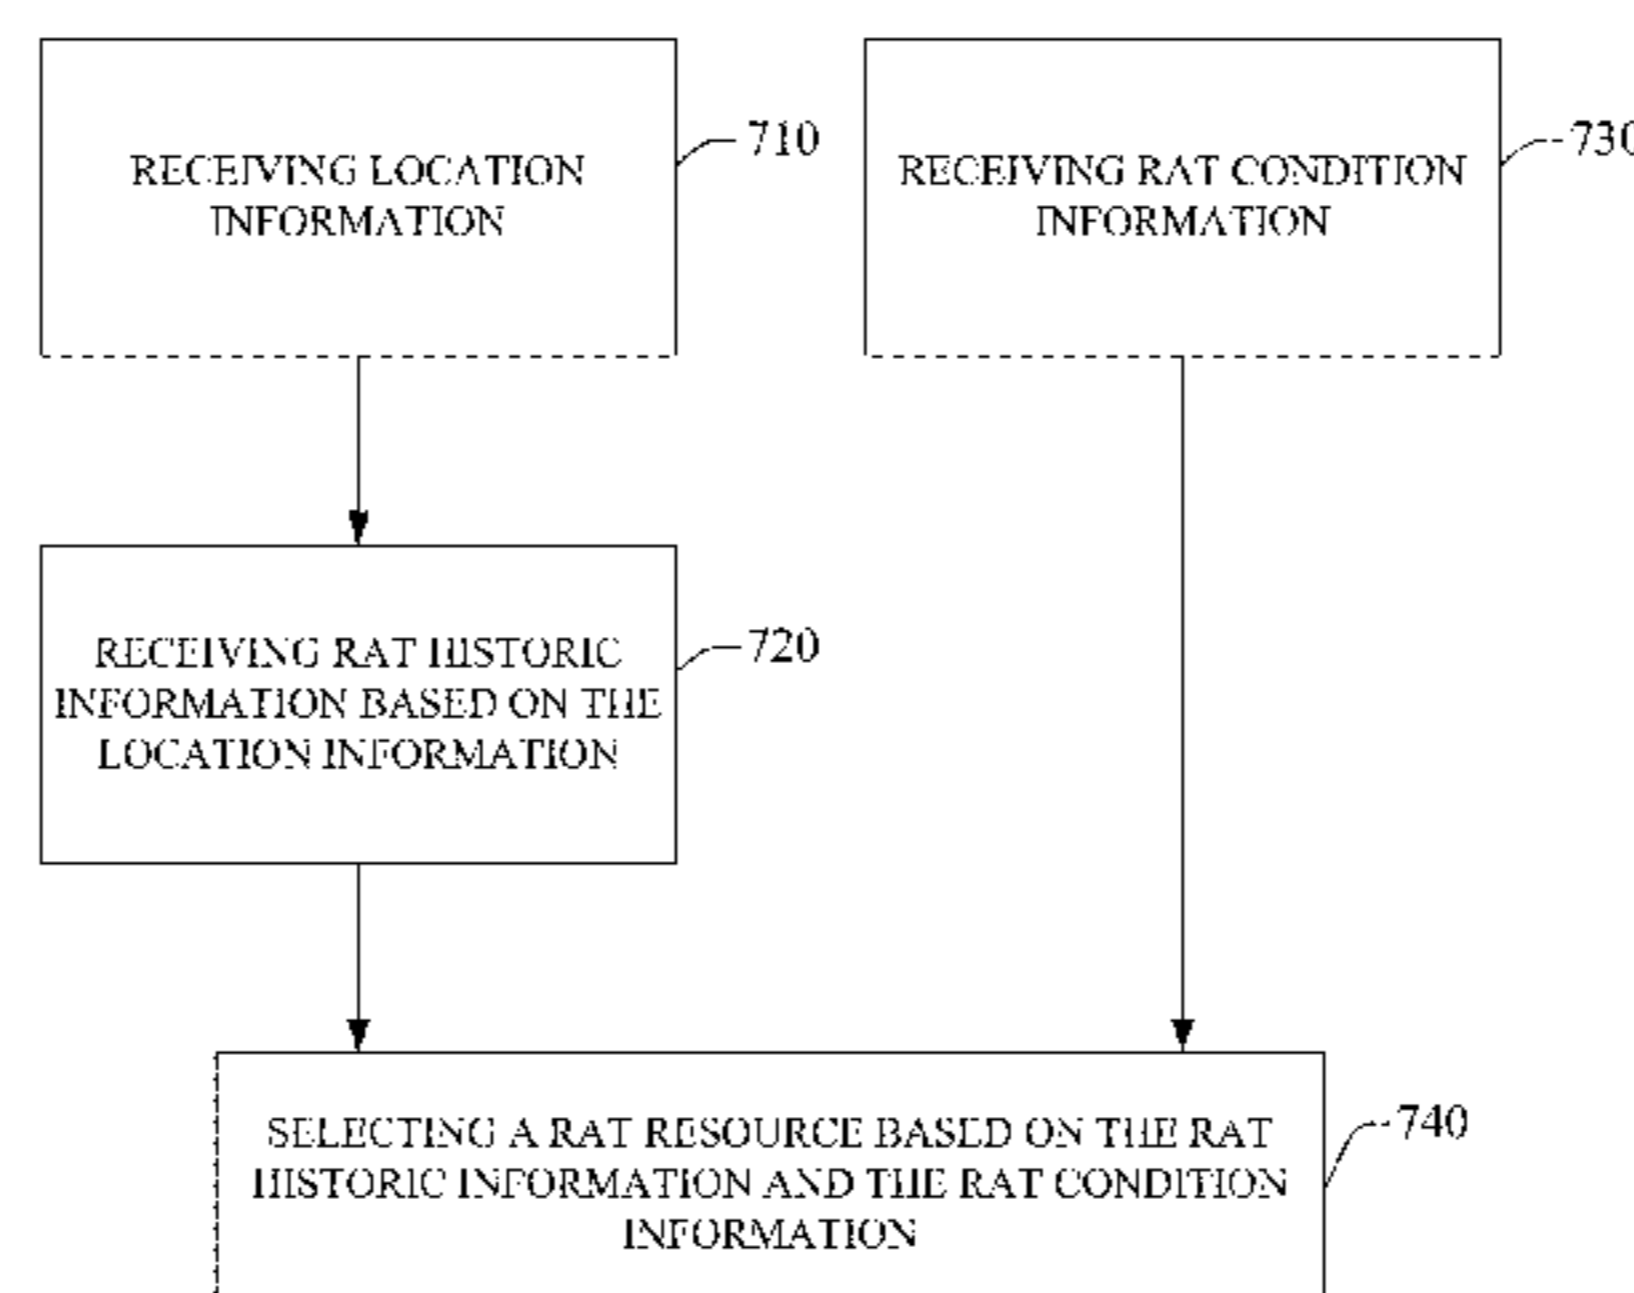 RECEIVING LOCATION
INFORMATION
710
RECEIVING RAT CONDITION
INFORMATION
730
RECEIVING RAT HISTORIC
INFORMATION BASED ON THE
LOCATION INFORMATION
720
SELECTING A RAT RESOURCE BASED ON THE RAT
HISTORIC INFORMATION AND THE RAT CONDITION
INFORMATION
740